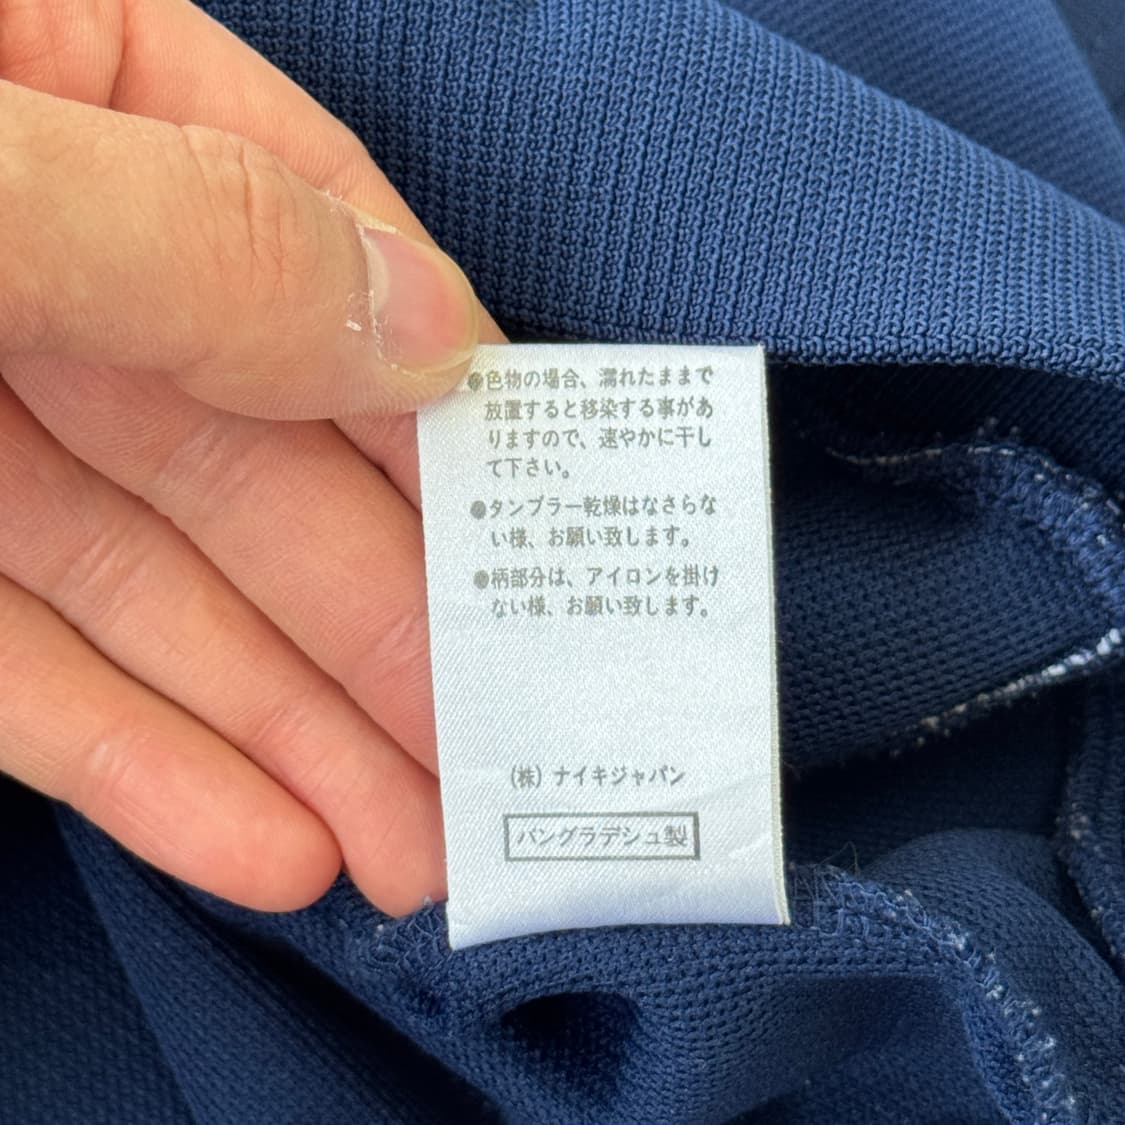 ●色物の場合、濡れたままで
放置すると移染する事があ
りますので、速やかに干し
て下さい。
●タンブラー乾燥はなさらな
い様、お願い致します。
●柄部分は、アイロンを掛け
ない様、お願い致します。
(株) ナイキジャパン
バングラデシュ製